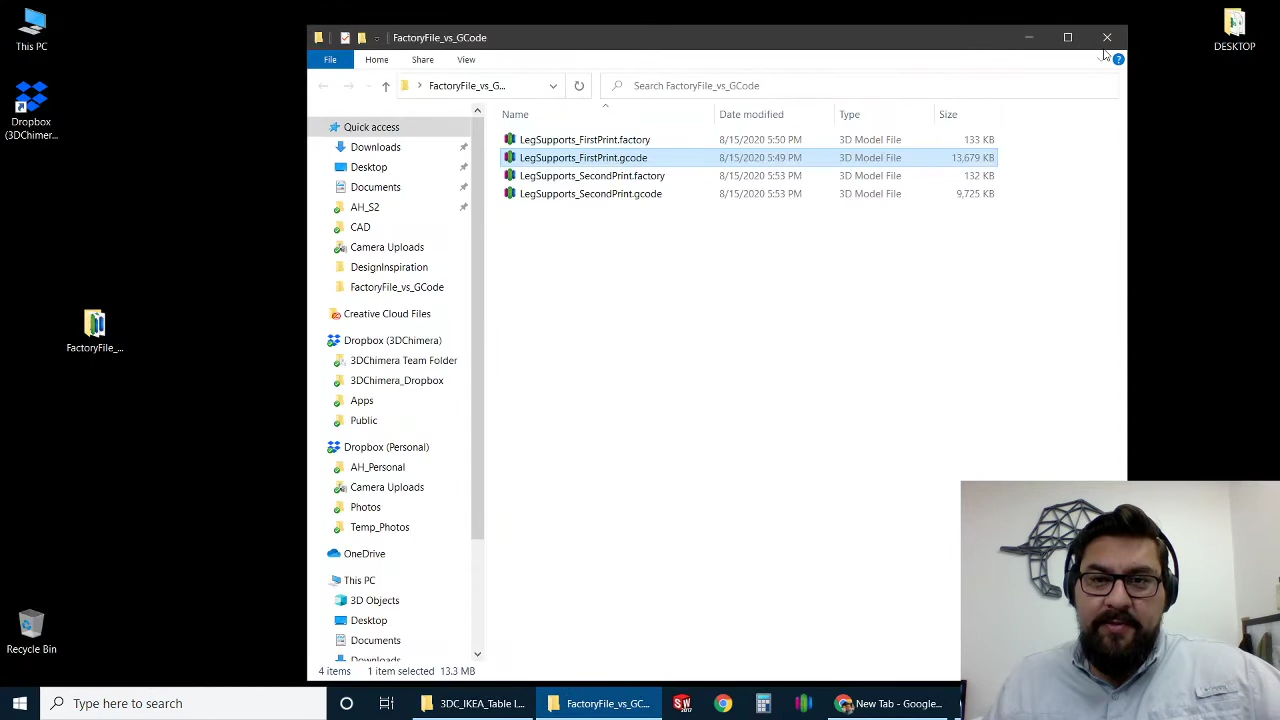 This PC
Dropbox
(3DChimer...
FactoryFile_...
Recycle Bin
DESKTOP
FactoryFile_vs_GCode
File
Home
Share
View
FactoryFile_vs_G...
Search FactoryFile_vs_GCode
Name
Date modified
Type
Size
LegSupports_FirstPrint.factory 8/15/2020 5:50 PM 3D Model File 133 KB
LegSupports_FirstPrint.gcode 8/15/2020 5:49 PM 3D Model File 13,679 KB
LegSupports_SecondPrint.factory 8/15/2020 5:53 PM 3D Model File 132 KB
LegSupports_SecondPrint.gcode 8/15/2020 5:53 PM 3D Model File 9,725 KB
Quick access
Downloads
Desktop
Documents
AH_S2
CAD
Camera Uploads
DesignInspiration
FactoryFile_vs_GCode
Creative Cloud Files
Dropbox (3DChimera)
3DChimera Team Folder
3DChimera_Dropbox
Apps
Public
Dropbox (Personal)
AH_Personal
Camera Uploads
Photos
Temp_Photos
OneDrive
This PC
3D Objects
Desktop
Documents
Downloads
4 items 1 item selected 13.3 MB
Type here to search
3DC_IKEA_Table l...
FactoryFile_vs_GC...
SW
2017
New Tab - Google...